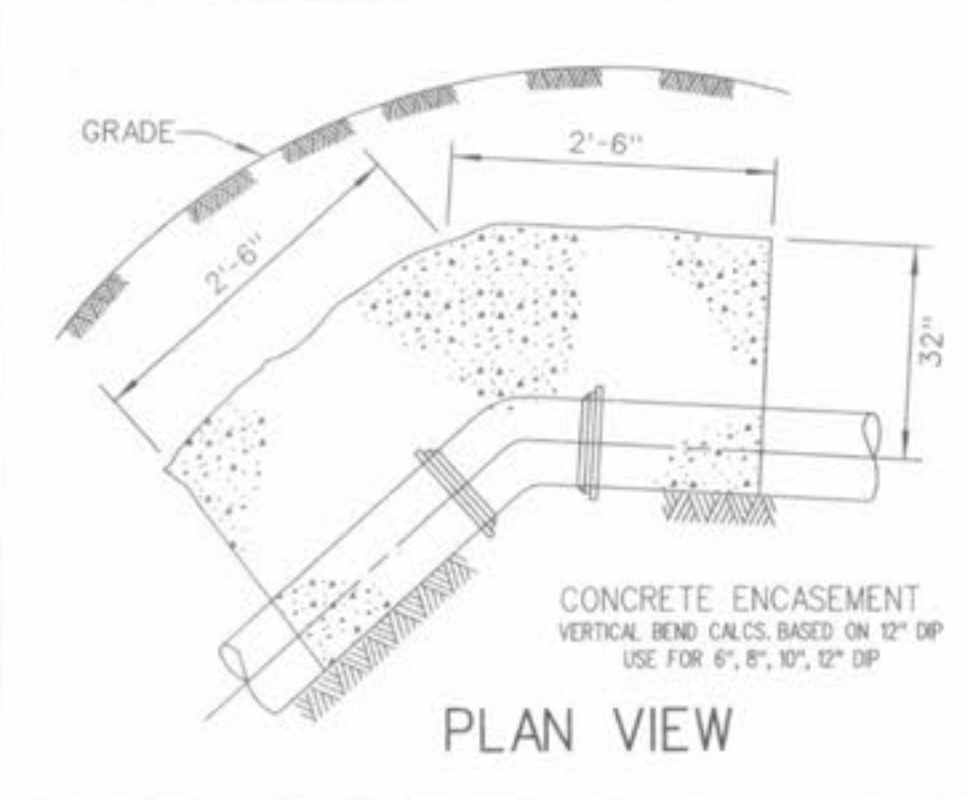 GRADE
2'-6"
2'-6"
32"
CONCRETE ENCASEMENT
VERTICAL BEND CALCS. BASED ON 12" DIP
USE FOR 6", 8", 10", 12" DIP
PLAN VIEW